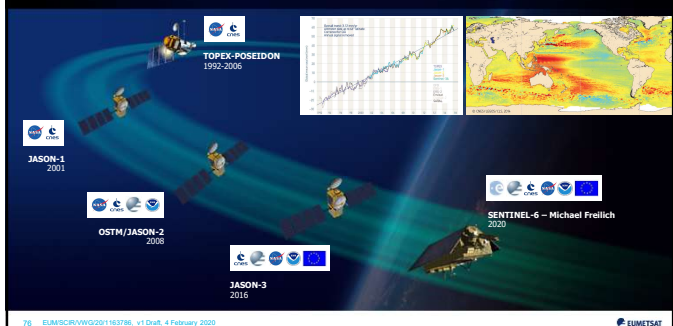 TOPEX-POSEIDON
1992-2006
JASON-1
2001
OSTM/JASON-2
2008
JASON-3
2016
SENTINEL-6 – Michael Freilich
2020
76 EUM/SCIR/VWG/20/1163786, v1 Draft, 4 February 2020
EUMETSAT